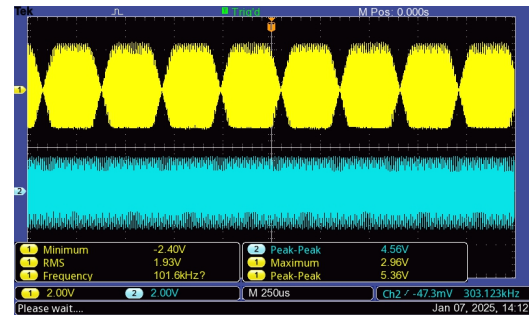 Tek Trig'd M Pos: 0.000s
T
1
2
1 Minimum -2.40V 2 Peak-Peak 4.56V
1 RMS 1.93V 1 Maximum 2.96V
1 Frequency 101.6kHz? 1 Peak-Peak 5.36V
1 2.00V 2 2.00V M 250us Ch2 -47.3mV 303.123kHz
Please wait.... Jan 07, 2025, 14:12